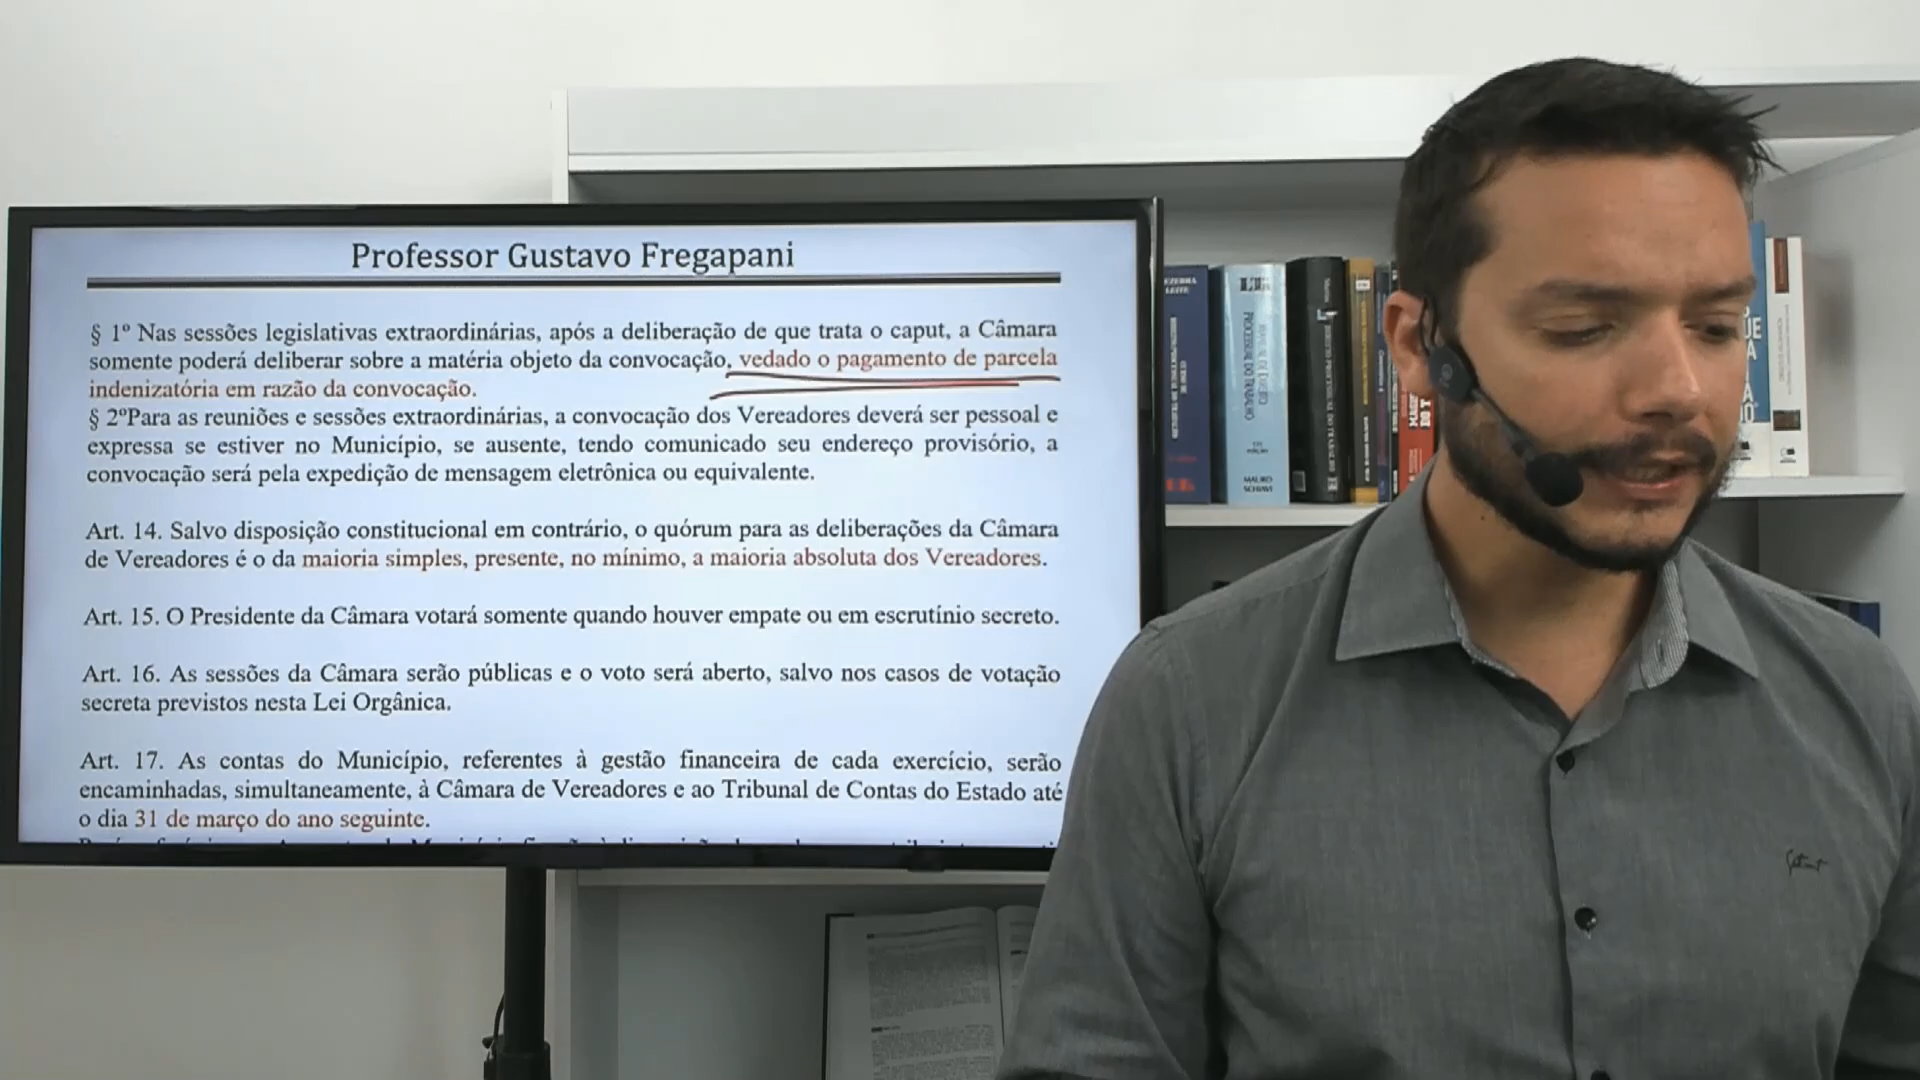 Professor Gustavo Fregapani
§ 1º Nas sessões legislativas extraordinárias, após a deliberação de que trata o caput, a Câmara
somente poderá deliberar sobre a matéria objeto da convocação, vedado o pagamento de parcela
indenizatória em razão da convocação.
§ 2ºPara as reuniões e sessões extraordinárias, a convocação dos Vereadores deverá ser pessoal e
expressa se estiver no Município, se ausente, tendo comunicado seu endereço provisório, a
convocação será pela expedição de mensagem eletrônica ou equivalente.
Art. 14. Salvo disposição constitucional em contrário, o quórum para as deliberações da Câmara
de Vereadores é o da maioria simples, presente, no mínimo, a maioria absoluta dos Vereadores.
Art. 15. O Presidente da Câmara votará somente quando houver empate ou em escrutínio secreto.
Art. 16. As sessões da Câmara serão públicas e o voto será aberto, salvo nos casos de votação
secreta previstos nesta Lei Orgânica.
Art. 17. As contas do Município, referentes à gestão financeira de cada exercício, serão
encaminhadas, simultaneamente, à Câmara de Vereadores e ao Tribunal de Contas do Estado até
o dia 31 de março do ano seguinte.
BEZERRA
LEITE
MAURO
SCHIAVI